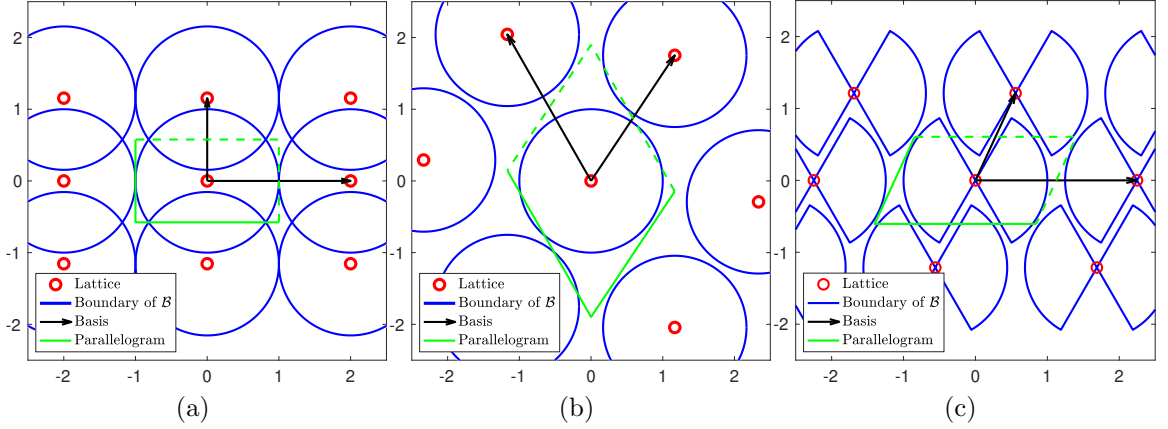 2
1
0
-1
-2
Lattice
Boundary of ℬ
Basis
Parallelogram
-2 -1 0 1 2
(a)
2
1
0
-1
-2
Lattice
Boundary of ℬ
Basis
Parallelogram
-2 -1 0 1 2
(b)
2
1
0
-1
-2
Lattice
Boundary of ℬ
Basis
Parallelogram
-2 -1 0 1 2
(c)